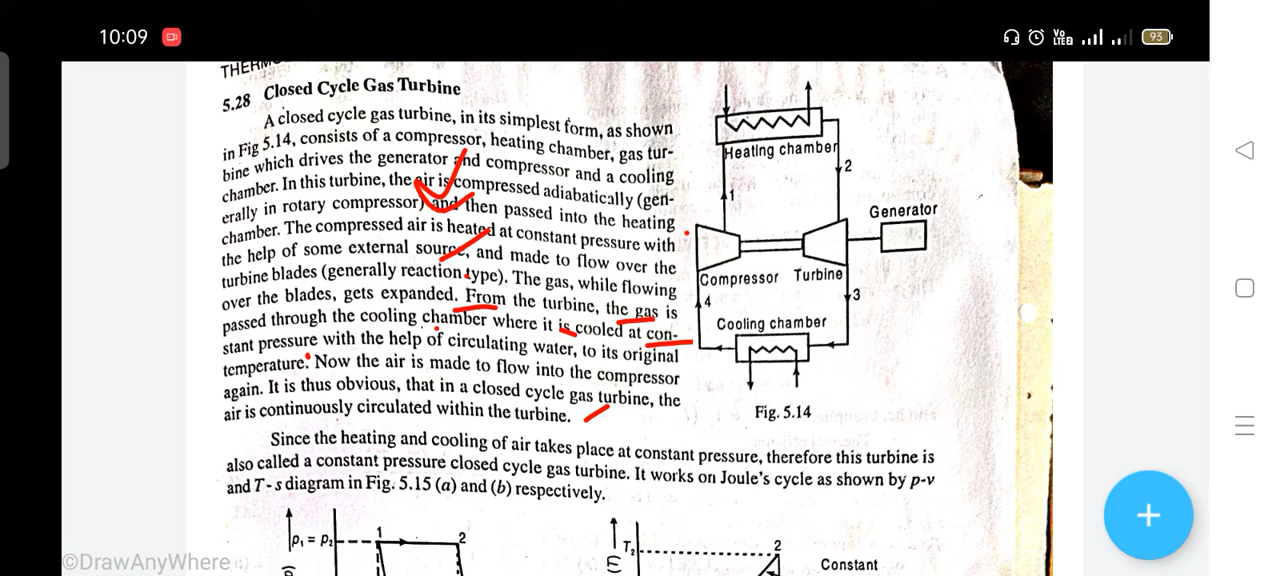 10:09
Vo
LTE 2
93
THERM
5.28 Closed Cycle Gas Turbine
A closed cycle gas turbine, in its simplest form, as shown
in Fig 5.14, consists of a compressor, heating chamber, gas tur-
bine which drives the generator and compressor and a cooling
chamber. In this turbine, the air is compressed adiabatically (gen-
erally in rotary compressor) and then passed into the heating
chamber. The compressed air is heated at constant pressure with
the help of some external source, and made to flow over the
turbine blades (generally reaction type). The gas, while flowing
over the blades, gets expanded. From the turbine, the gas is
passed through the cooling chamber where it is cooled at con-
stant pressure with the help of circulating water, to its original
temperature. Now the air is made to flow into the compressor
again. It is thus obvious, that in a closed cycle gas turbine, the
air is continuously circulated within the turbine.
Heating chamber
2
1
Generator
Compressor Turbine
4
3
Cooling chamber
Fig. 5.14
Since the heating and cooling of air takes place at constant pressure, therefore this turbine is
also called a constant pressure closed cycle gas turbine. It works on Joule's cycle as shown by p-v
and T-s diagram in Fig. 5.15 (a) and (b) respectively.
p₁ = p₂
1
2
T₂
2
Constant
©DrawAnyWhere